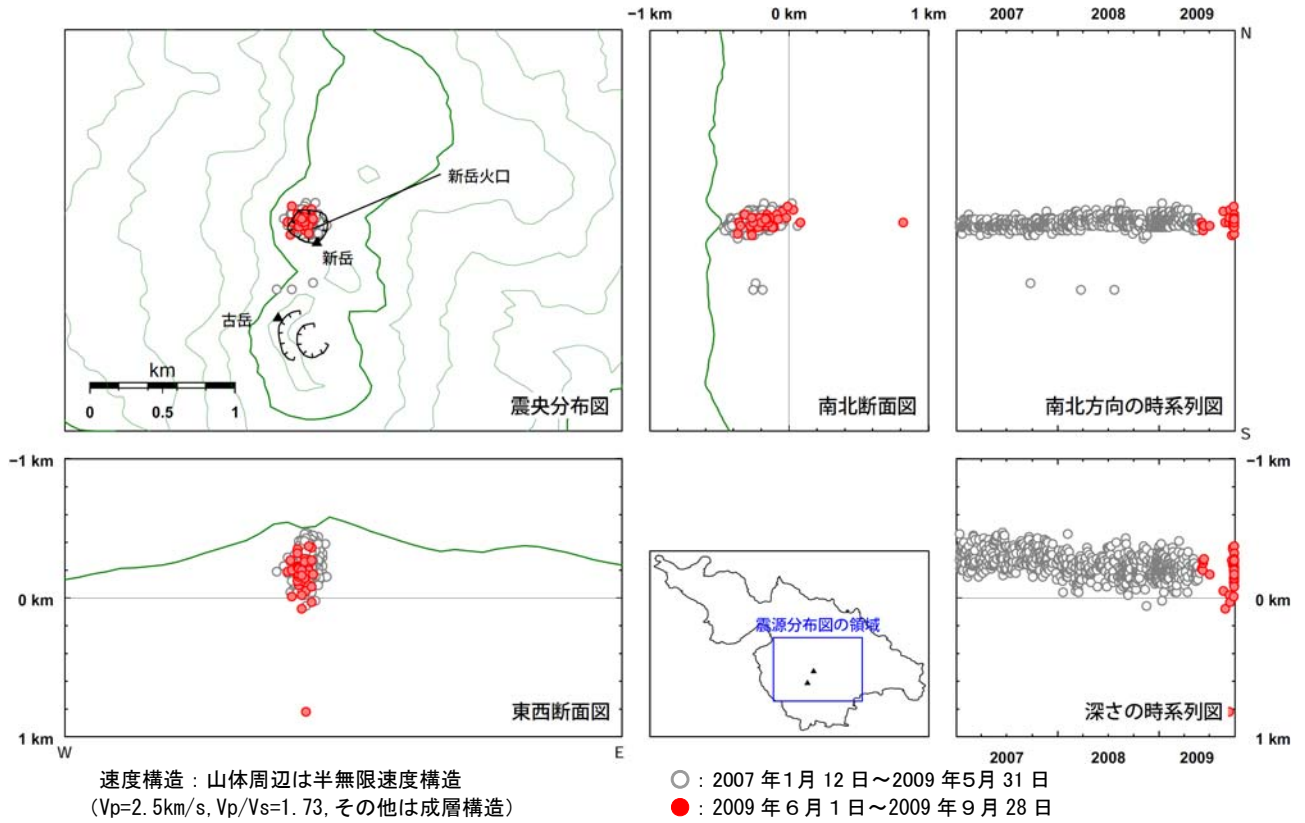 −1 km 0 km 1 km
2007 2008 2009
N
新岳火口
新岳
古岳
km
0 0.5 1
震央分布図
南北断面図
南北方向の時系列図
S
−1 km
0 km
1 km
W
E
東西断面図
震源分布図の領域
−1 km
0 km
1 km
深さの時系列図
2007 2008 2009
速度構造：山体周辺は半無限速度構造
(Vp=2.5km/s,Vp/Vs=1.73,その他は成層構造)
：2007 年１月 12 日～2009 年５月 31 日
：2009 年６月１日～2009 年９月 28 日